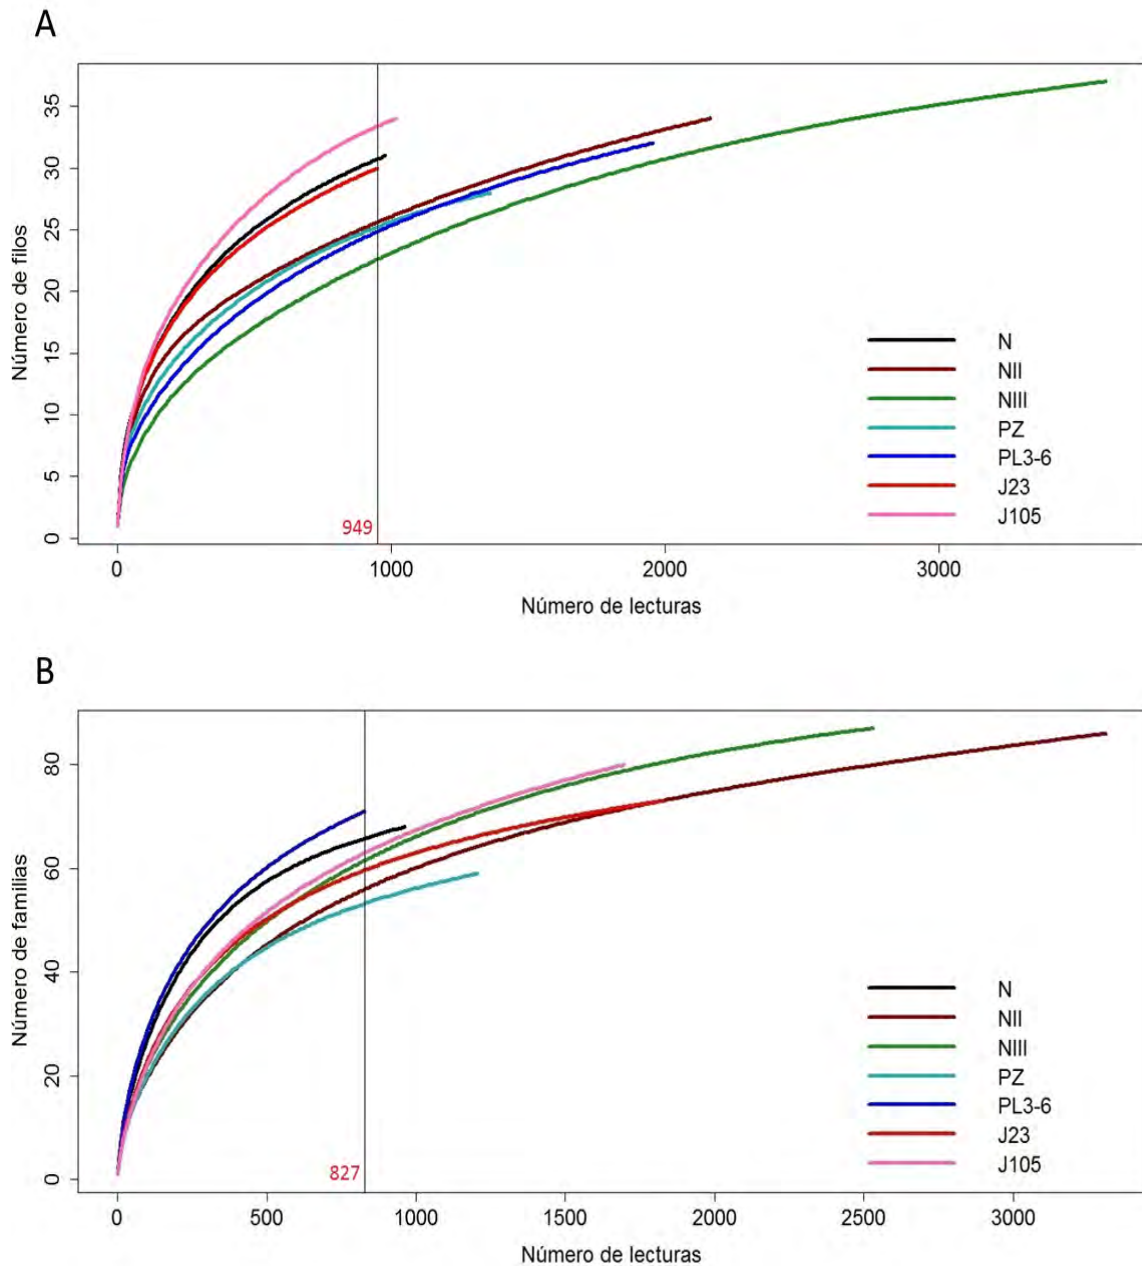 A
Número de filos
35
30
25
20
15
10
5
0
949
N
NII
NIII
PZ
PL3-6
J23
J105
0 1000 2000 3000
Número de lecturas
B
Número de familias
80
60
40
20
0
827
N
NII
NIII
PZ
PL3-6
J23
J105
0 500 1000 1500 2000 2500 3000
Número de lecturas